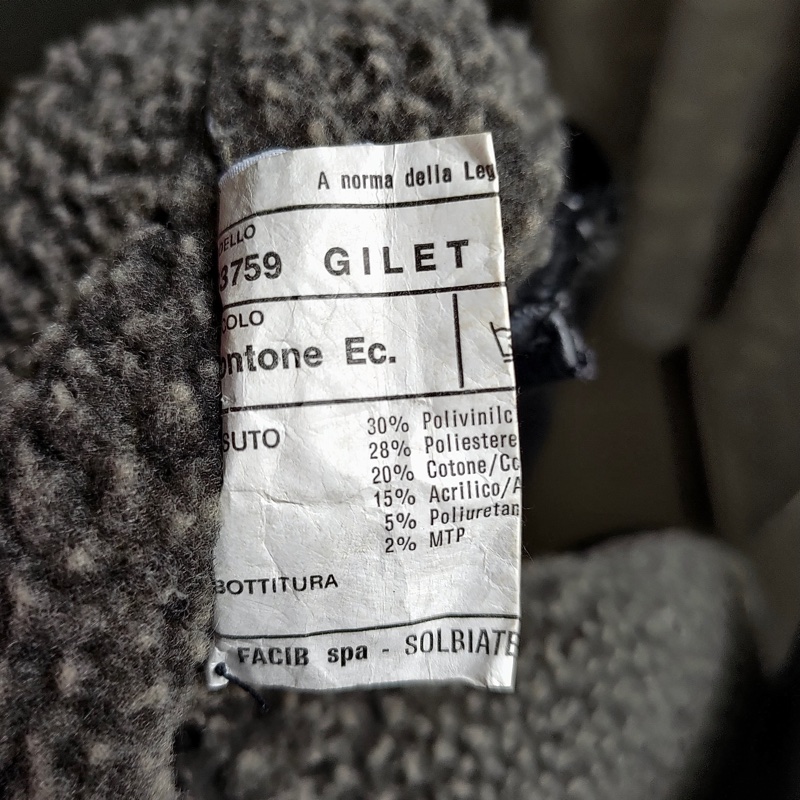 A norma della Leg
DELLO
3759 GILET
COLO
ontone Ec.
SUTO
30% Polivinilc
28% Poliestere
20% Cotone/Co
15% Acrilico/A
5% Poliuretan
2% MTP
BOTTITURA
FACIB spa - SOLBIATE